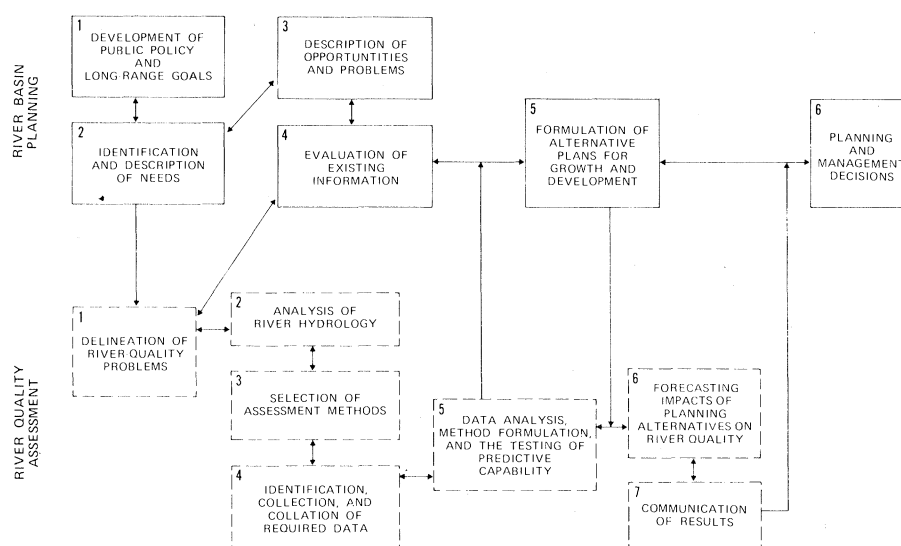 RIVER BASIN
PLANNING
1
DEVELOPMENT OF
PUBLIC POLICY
AND
LONG-RANGE GOALS
2
IDENTIFICATION
AND DESCRIPTION
OF NEEDS
3
DESCRIPTION OF
OPPORTUNTITIES
AND PROBLEMS
4
EVALUATION OF
EXISTING
INFORMATION
5
FORMULATION OF
ALTERNATIVE
PLANS FOR
GROWTH AND
DEVELOPMENT
6
PLANNING
AND
MANAGEMENT
DECISIONS
RIVER QUALITY
ASSESSMENT
1
DELINEATION OF
RIVER-QUALITY
PROBLEMS
2
ANALYSIS OF
RIVER HYDROLOGY
3
SELECTION OF
ASSESSMENT METHODS
4
IDENTIFICATION,
COLLECTION, AND
COLLATION OF
REQUIRED DATA
5
DATA ANALYSIS,
METHOD FORMULATION,
AND THE TESTING OF
PREDICTIVE
CAPABILITY
6
FORECASTING
IMPACTS OF
PLANNING
ALTERNATIVES ON
RIVER QUALITY
7
COMMUNICATION
OF RESULTS